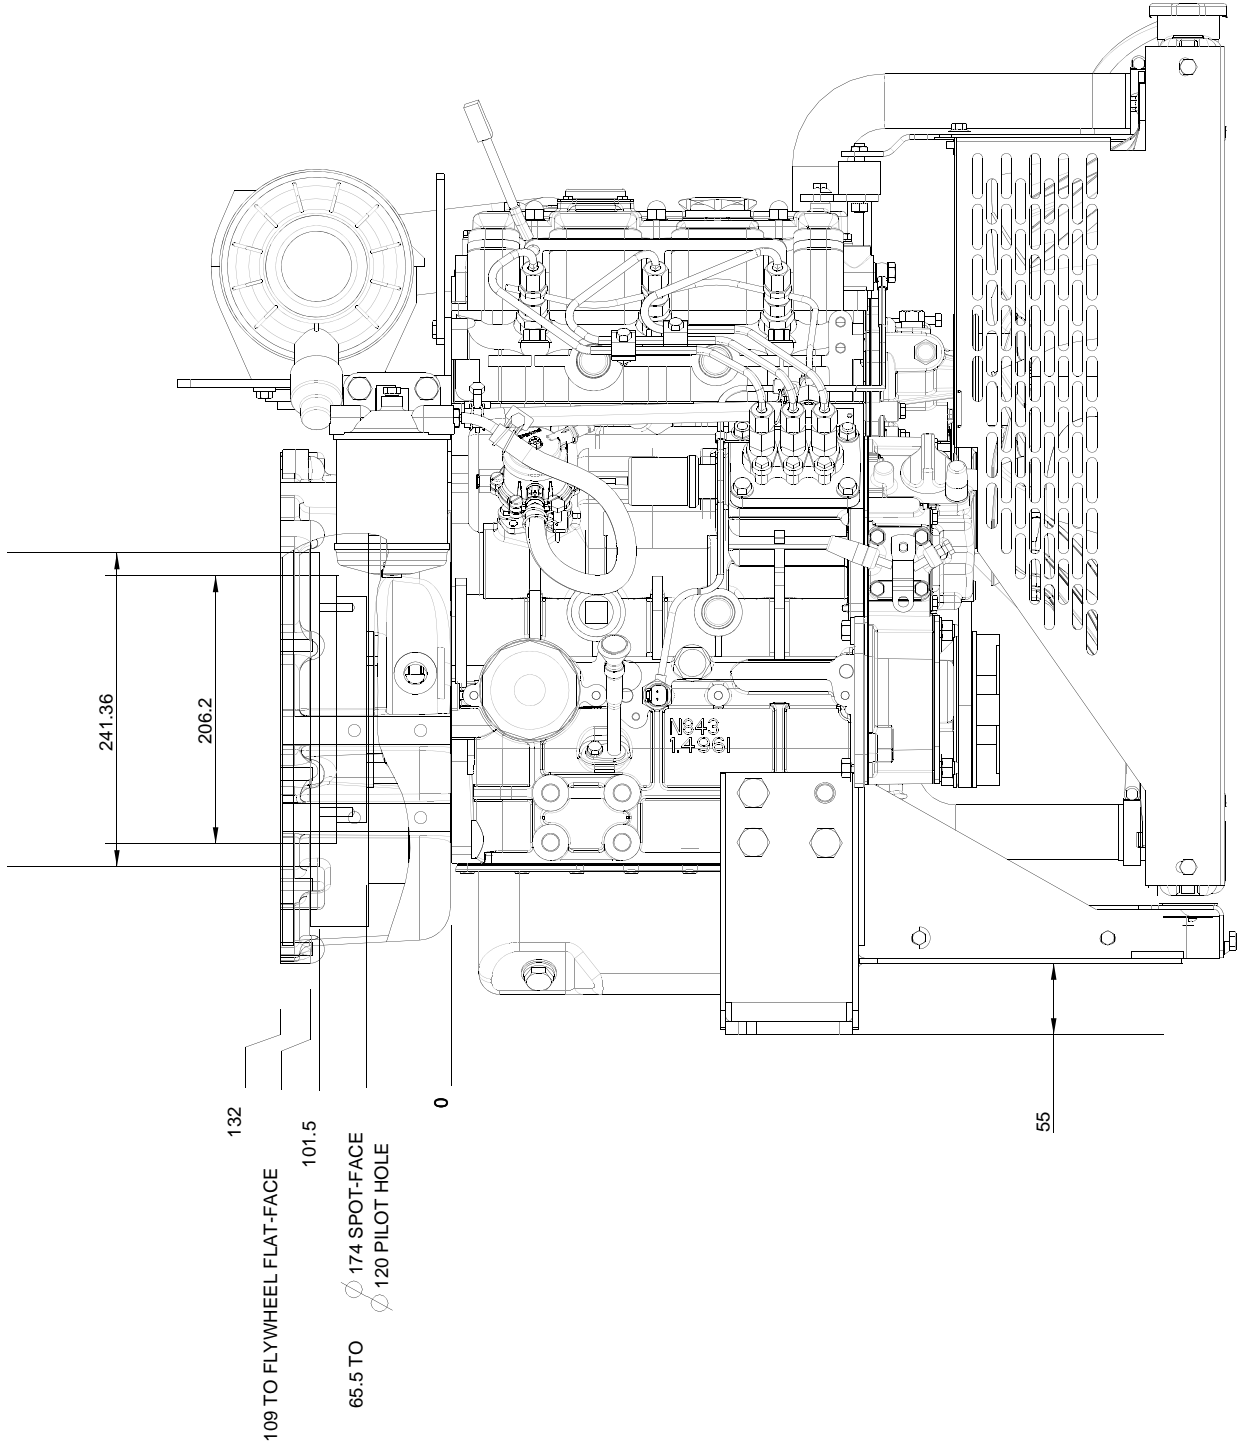 241.36
206.2
N843
1.496l
132
109 TO FLYWHEEL FLAT-FACE
101.5
65.5 TO
174 SPOT-FACE
120 PILOT HOLE
0
55